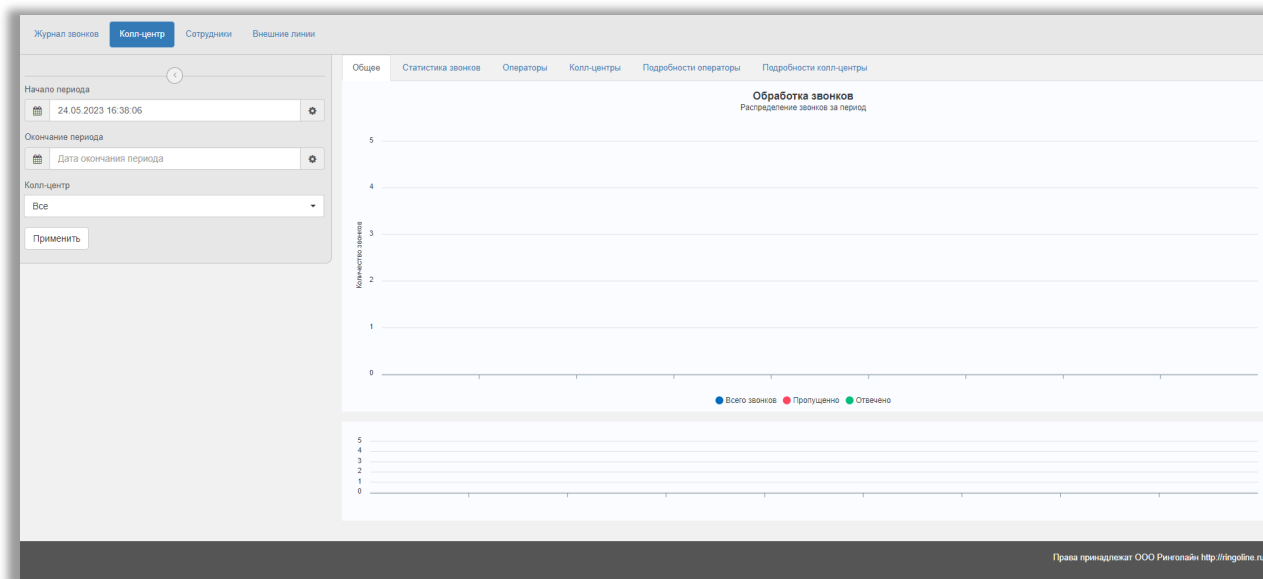 Журнал звонков Колл-центр Сотрудники Внешние линии
Начало периода
24.05.2023 16:38:06
Окончание периода
Дата окончания периода
Колл-центр
Все
Применить
Общее Статистика звонков Операторы Колл-центры Подробности операторы Подробности колл-центры
Обработка звонков
Распределение звонков за период
Количество звонков
5
4
3
2
1
0
Всего звонков Пропущенно Отвечено
5
4
3
2
1
0
Права принадлежат ООО Ринголайн http://ringoline.ru